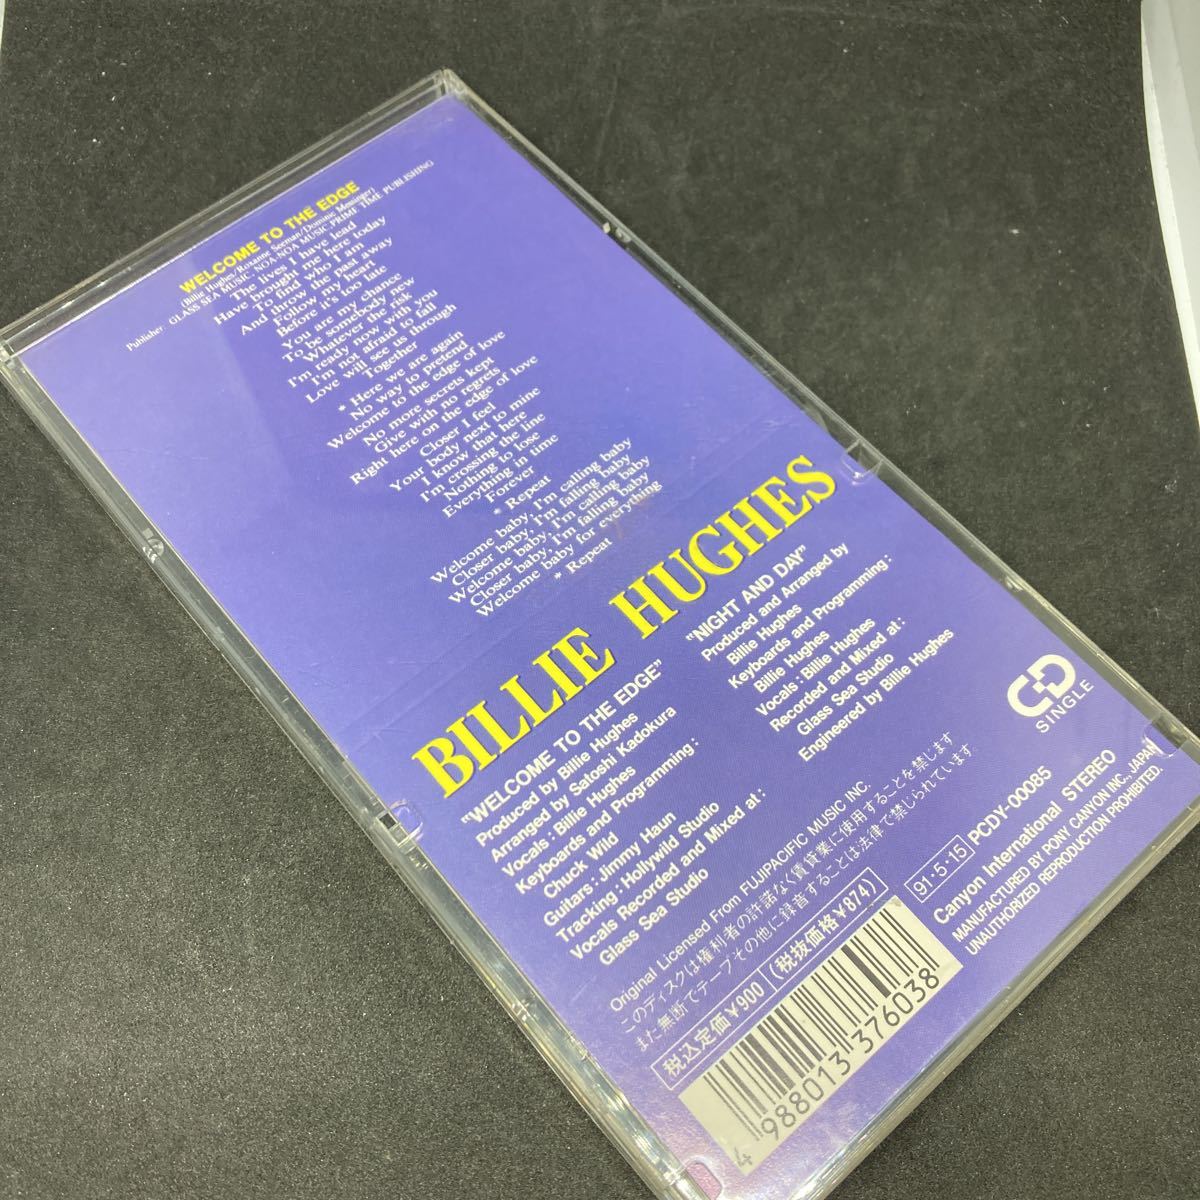 WELCOME TO THE EDGE
(Billie Hughes/Roxanne Seeman/Dominic Messinger)
Publisher: GLASS SEA MUSIC, NOA-NOA MUSIC, PRIME TIME PUBLISHING
The lives I have lead
Have brought me here today
To find who I am
And throw the past away
Follow my heart
Before it's too late
You are my chance
To be somebody new
Whatever the risk
I'm ready now with you
I'm not afraid to fall
Love will see us through
Together
* Here we are again
No way to pretend
Welcome to the edge of love
No more secrets kept
Give with no regrets
Right here on the edge of love
Closer I feel
Your body next to mine
I know that here
I'm crossing the line
Nothing to lose
Everything in time
Forever
* Repeat
Welcome baby, I'm calling baby
Closer baby, I'm falling baby
Welcome baby, I'm calling baby
Closer baby, I'm falling baby
Welcome baby for everything
* Repeat
BILLIE HUGHES
"WELCOME TO THE EDGE"
Produced by Billie Hughes
Arranged by Satoshi Kadokura
Vocals: Billie Hughes
Keyboards and Programming:
Chuck Wild
Guitars: Jimmy Haun
Tracking: Hollywild Studio
Vocals Recorded and Mixed at:
Glass Sea Studio
"NIGHT AND DAY"
Produced and Arranged by
Billie Hughes
Keyboards and Programming:
Billie Hughes
Vocals: Billie Hughes
Recorded and Mixed at:
Glass Sea Studio
Engineered by Billie Hughes
CD
SINGLE
Original Licensed From FUJIPACIFIC MUSIC INC.
このディスクは権利者の許諾なく賃貸業に使用することを禁じます
また無断でテープその他に録音することは法律で禁じられています
税込定価¥900 (税抜価格¥874)
91・5・15 PCDY-00085
Canyon International STEREO
MANUFACTURED BY PONY CANYON INC., JAPAN
UNAUTHORIZED REPRODUCTION PROHIBITED.
4 988013 376038